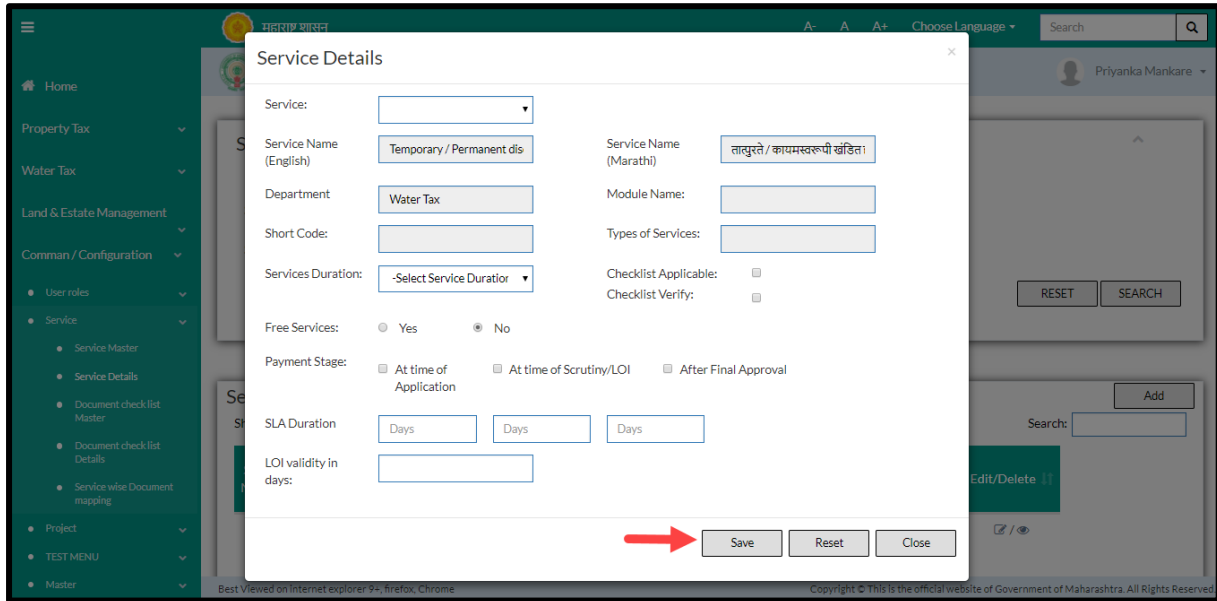 महाराष्ट्र शासन
A- A A+ Choose Language Search
Service Details ×
Priyanka Mankare
Home
Property Tax
Water Tax
Land & Estate Management
Comman / Configuration
User roles
Service
Service Master
Service Details
Document check list
Master
Document check list
Details
Service wise Document
mapping
Project
TEST MENU
Master
Service:
Service Name
(English)
Temporary / Permanent dis
Service Name
(Marathi)
तात्पुरते / कायमस्वरूपी खंडित
Department
Water Tax
Module Name:
Short Code:
Types of Services:
Services Duration:
-Select Service Duration
Checklist Applicable:
Checklist Verify:
Free Services:
Yes No
Payment Stage:
At time of
Application
At time of Scrutiny/LOI
After Final Approval
SLA Duration
Days Days Days
LOI validity in
days:
Save Reset Close
RESET SEARCH
Add
Search:
Edit/Delete
/
Best Viewed on internet explorer 9+, firefox, Chrome
Copyright © This is the official website of Government of Maharashtra. All Rights Reserved.